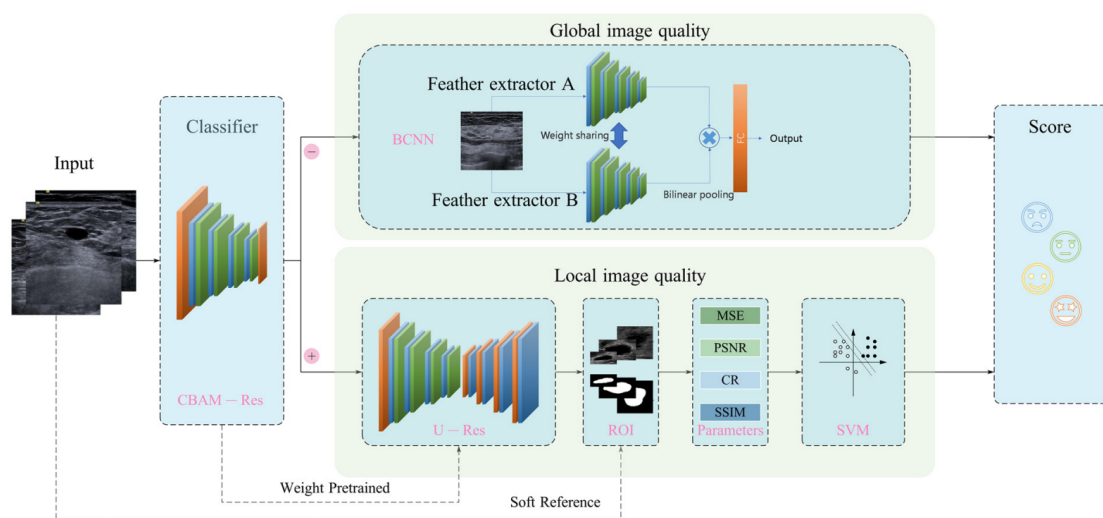 Global image quality
Feather extractor A
Classifier
BCNN
Weight sharing
FC
Output
Score
Input
−
Feather extractor B
Bilinear pooling
Local image quality
MSE
PSNR
+
CR
CBAM − Res
SSIM
U − Res
ROI
Parameters
SVM
Weight Pretrained
Soft Reference